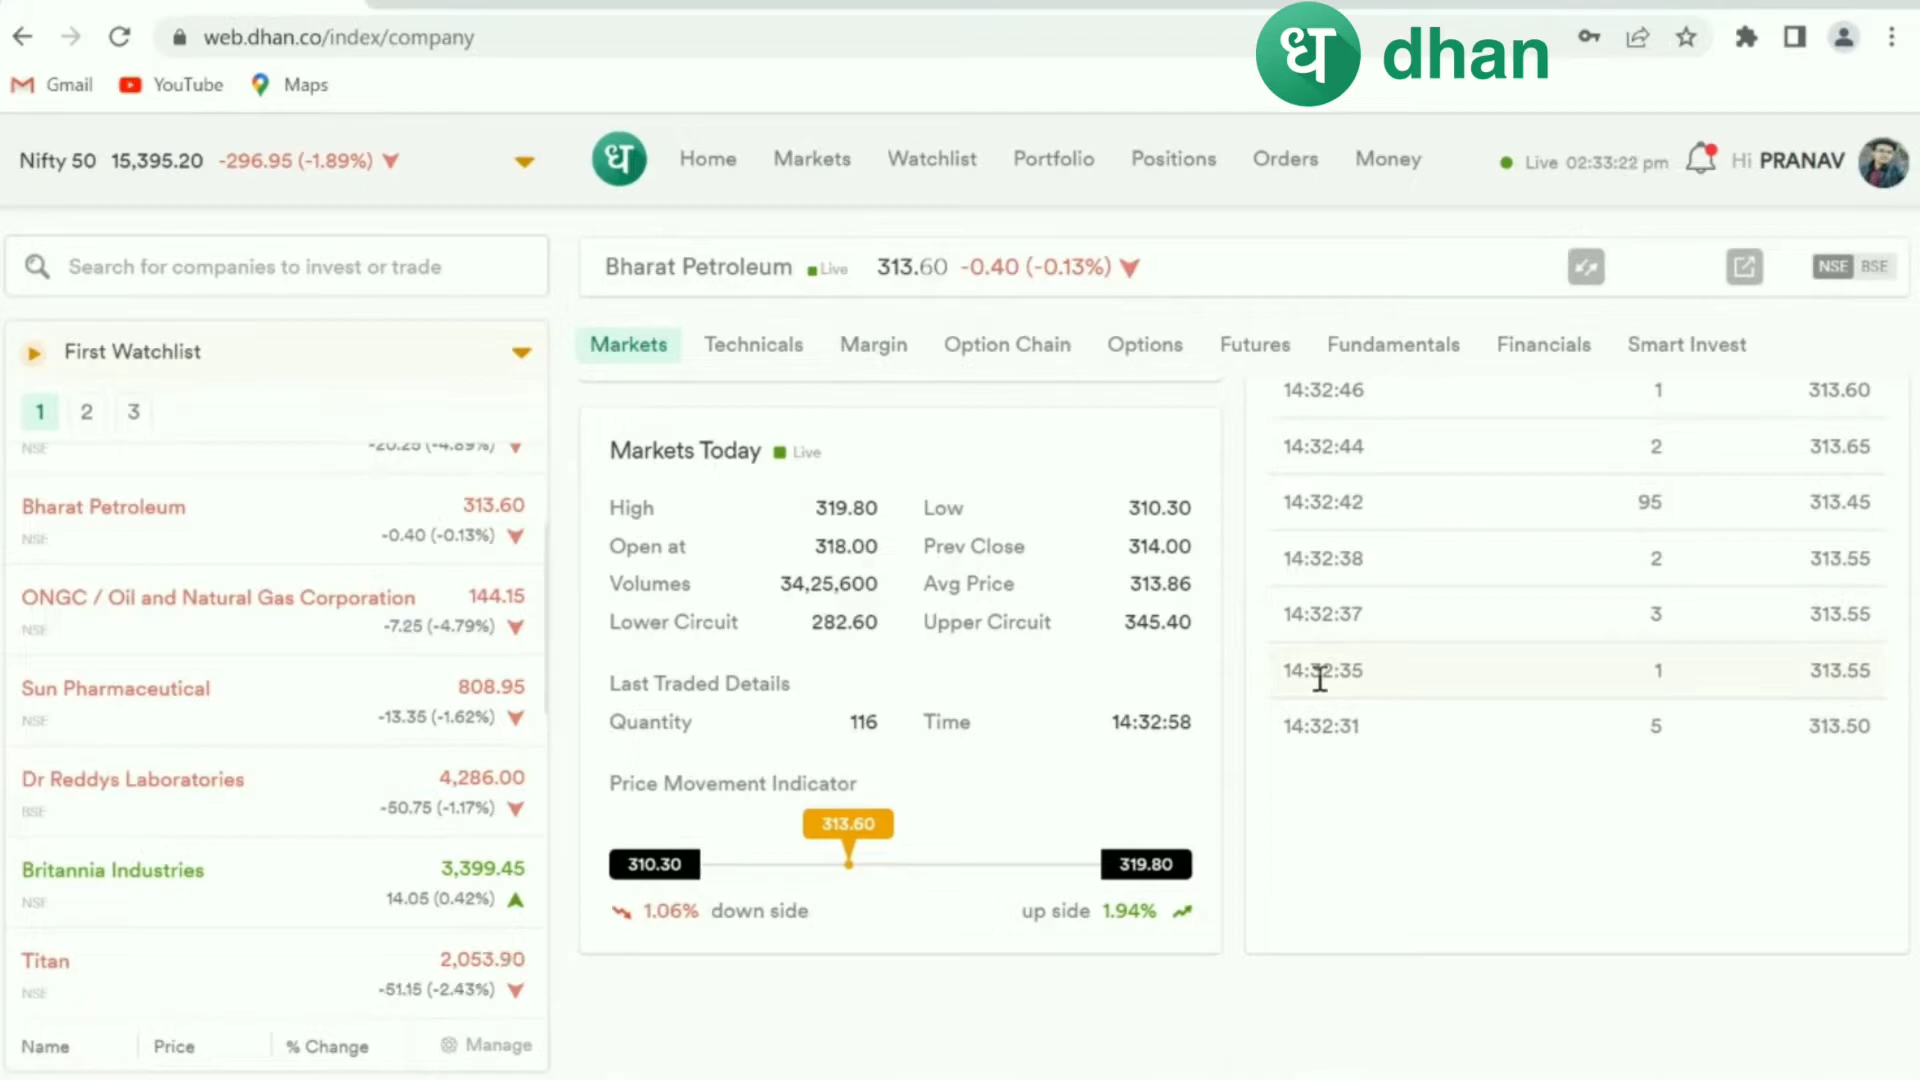 web.dhan.co/index/company
ध dhan
Gmail YouTube Maps
Nifty 50 15,395.20 -296.95 (-1.89%)
ध Home Markets Watchlist Portfolio Positions Orders Money
Live 02:33:22 pm Hi PRANAV
Search for companies to invest or trade
First Watchlist
1 2 3
NSE -20.25 (-4.89%)
Bharat Petroleum 313.60
NSE -0.40 (-0.13%)
ONGC / Oil and Natural Gas Corporation 144.15
NSE -7.25 (-4.79%)
Sun Pharmaceutical 808.95
NSE -13.35 (-1.62%)
Dr Reddys Laboratories 4,286.00
BSE -50.75 (-1.17%)
Britannia Industries 3,399.45
NSE 14.05 (0.42%)
Titan 2,053.90
NSE -51.15 (-2.43%)
Name Price % Change Manage
Bharat Petroleum Live 313.60 -0.40 (-0.13%) NSE BSE
Markets Technicals Margin Option Chain Options Futures Fundamentals Financials Smart Invest
Markets Today Live
High 319.80 Low 310.30
Open at 318.00 Prev Close 314.00
Volumes 34,25,600 Avg Price 313.86
Lower Circuit 282.60 Upper Circuit 345.40
Last Traded Details
Quantity 116 Time 14:32:58
Price Movement Indicator
313.60
310.30 319.80
1.06% down side up side 1.94%
14:32:46 1 313.60
14:32:44 2 313.65
14:32:42 95 313.45
14:32:38 2 313.55
14:32:37 3 313.55
14:32:35 1 313.55
14:32:31 5 313.50